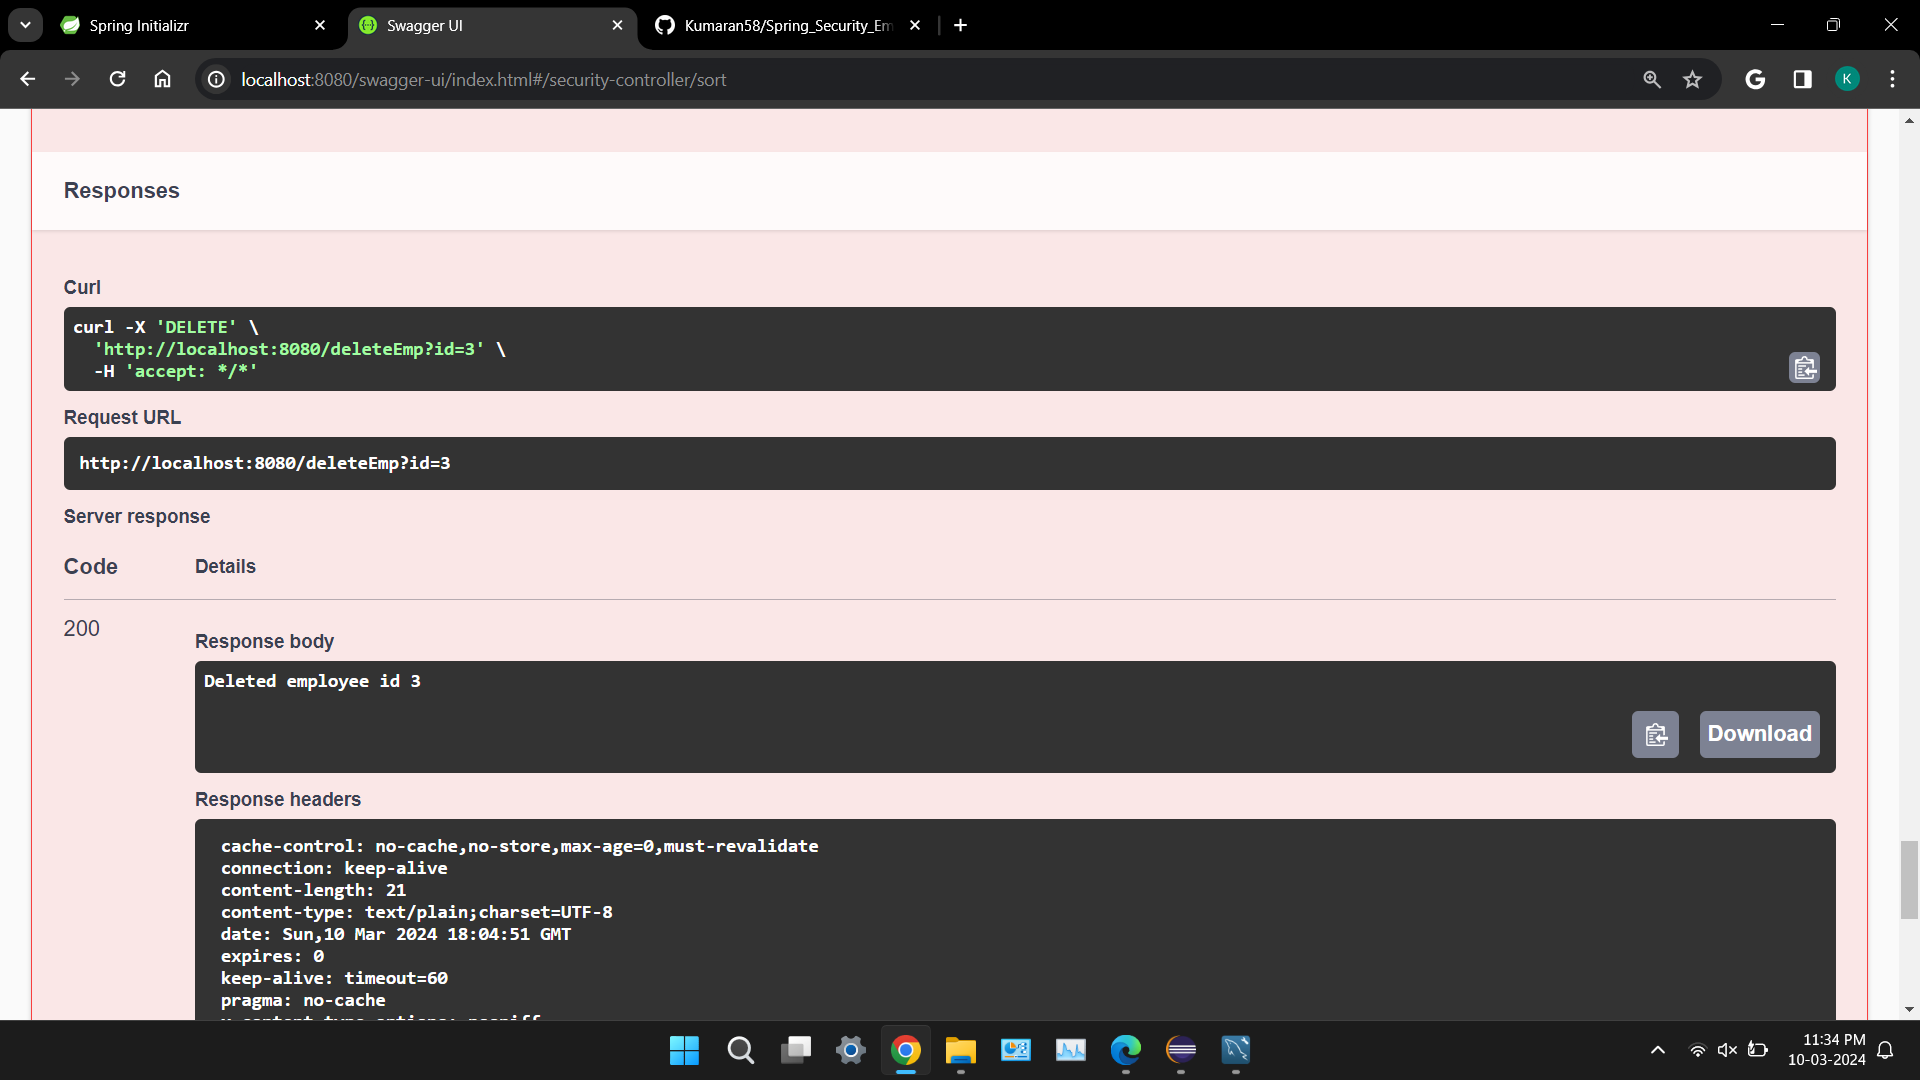 Spring Initializr
Swagger UI
Kumaran58/Spring_Security_Em
localhost:8080/swagger-ui/index.html#/security-controller/sort
K
Responses
Curl
curl -X 'DELETE' \
'http://localhost:8080/deleteEmp?id=3' \
-H 'accept: */*'
Request URL
http://localhost:8080/deleteEmp?id=3
Server response
Code Details
200
Response body
Deleted employee id 3
Download
Response headers
cache-control: no-cache,no-store,max-age=0,must-revalidate
connection: keep-alive
content-length: 21
content-type: text/plain;charset=UTF-8
date: Sun,10 Mar 2024 18:04:51 GMT
expires: 0
keep-alive: timeout=60
pragma: no-cache
x-content-type-options: nosniff
11:34 PM
10-03-2024